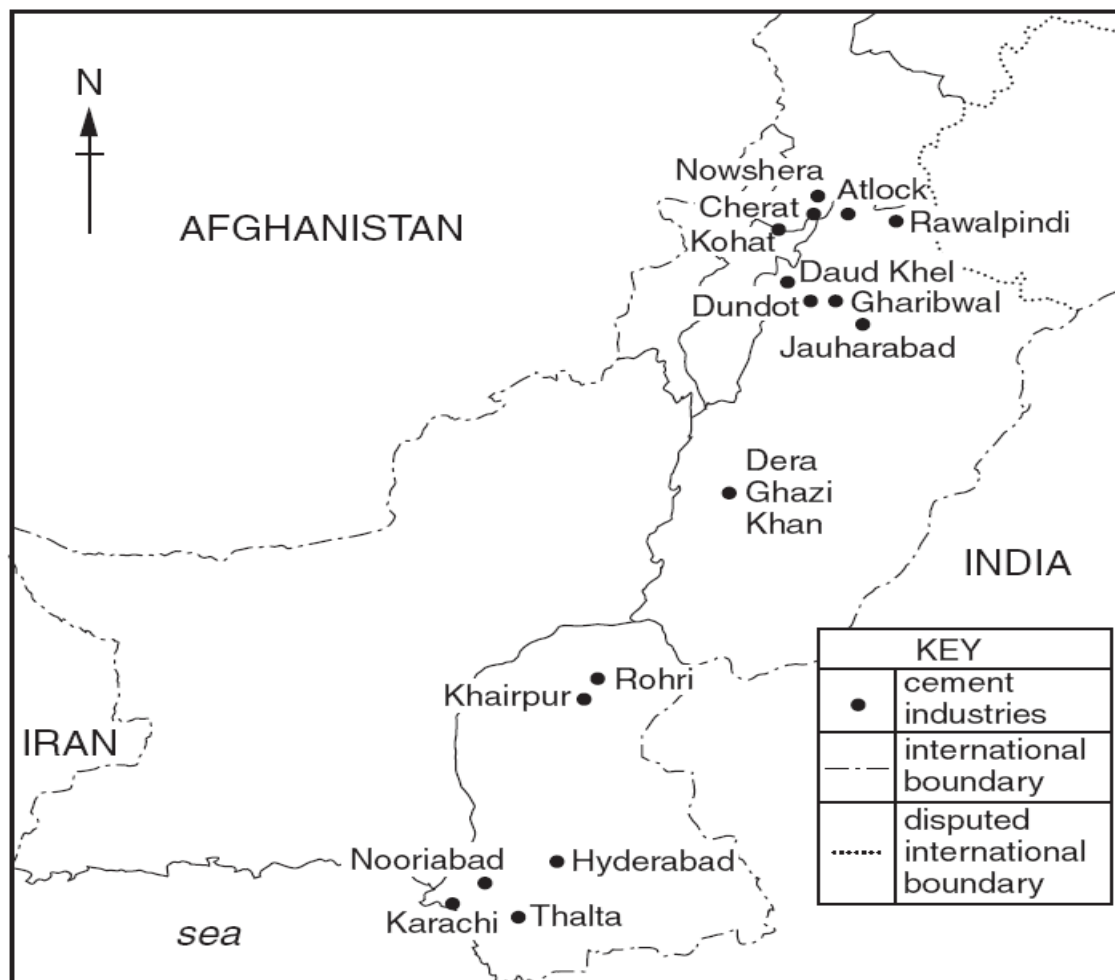 N
AFGHANISTAN
Nowshera
Atlock
Cherat
Rawalpindi
Kohat
Daud Khel
Dundot
Gharibwal
Jauharabad
Dera
Ghazi
Khan
INDIA
Rohri
Khairpur
IRAN
Nooriabad
Hyderabad
Karachi
Thalta
sea
KEY
cement
industries
international
boundary
disputed
international
boundary